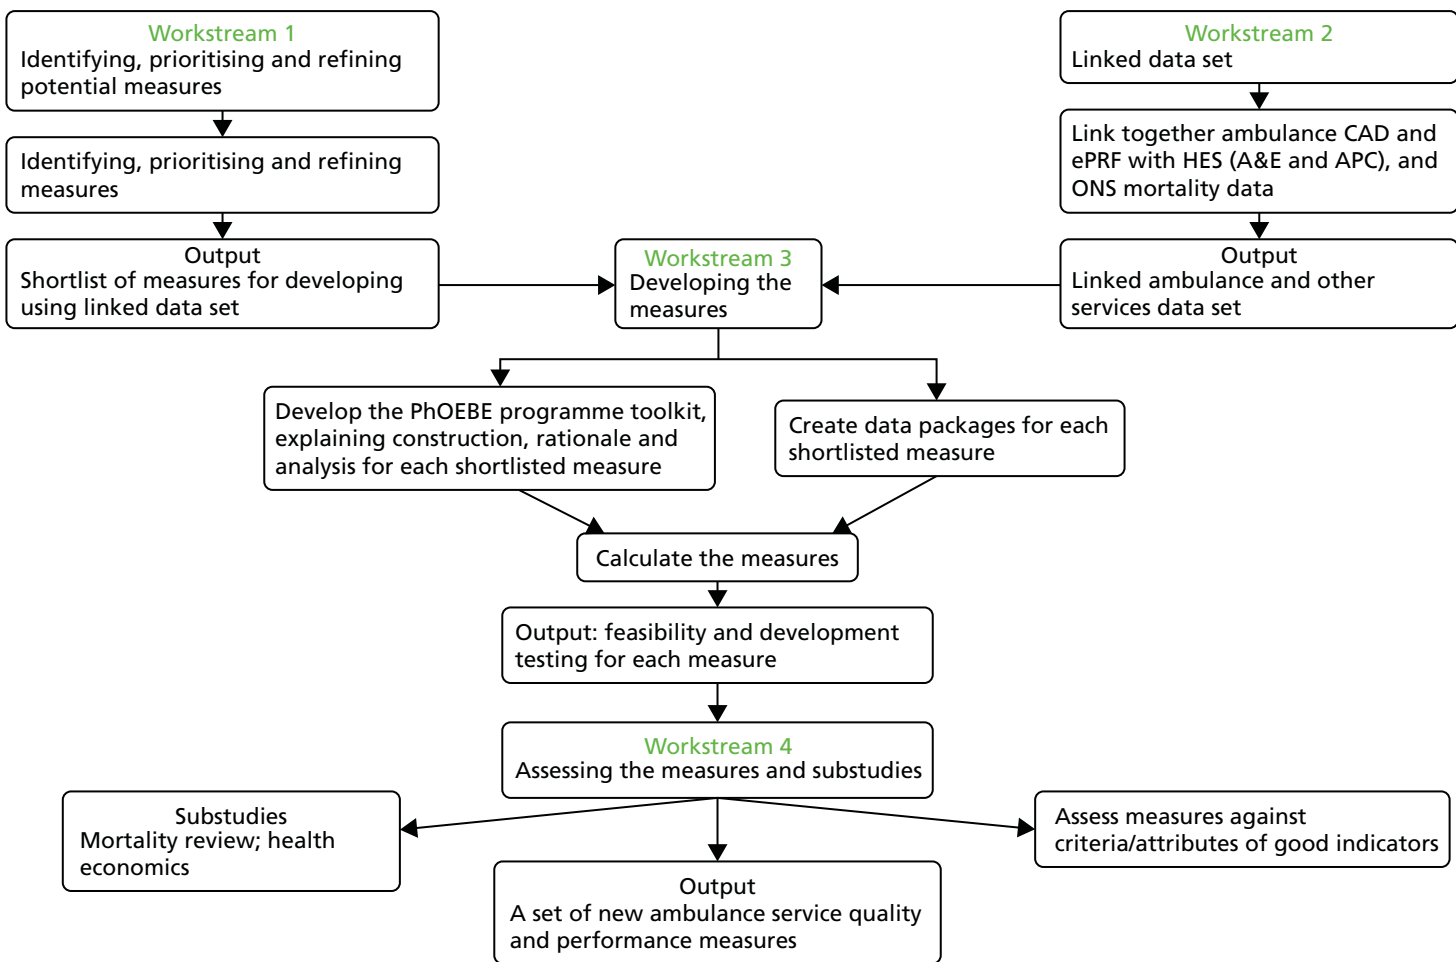 Workstream 1
Identifying, prioritising and refining
potential measures
Identifying, prioritising and refining
measures
Output
Shortlist of measures for developing
using linked data set
Workstream 2
Linked data set
Link together ambulance CAD and
ePRF with HES (A&E and APC), and
ONS mortality data
Output
Linked ambulance and other
services data set
Workstream 3
Developing the
measures
Develop the PhOEBE programme toolkit,
explaining construction, rationale and
analysis for each shortlisted measure
Create data packages for each
shortlisted measure
Calculate the measures
Output: feasibility and development
testing for each measure
Workstream 4
Assessing the measures and substudies
Substudies
Mortality review; health
economics
Output
A set of new ambulance service quality
and performance measures
Assess measures against
criteria/attributes of good indicators